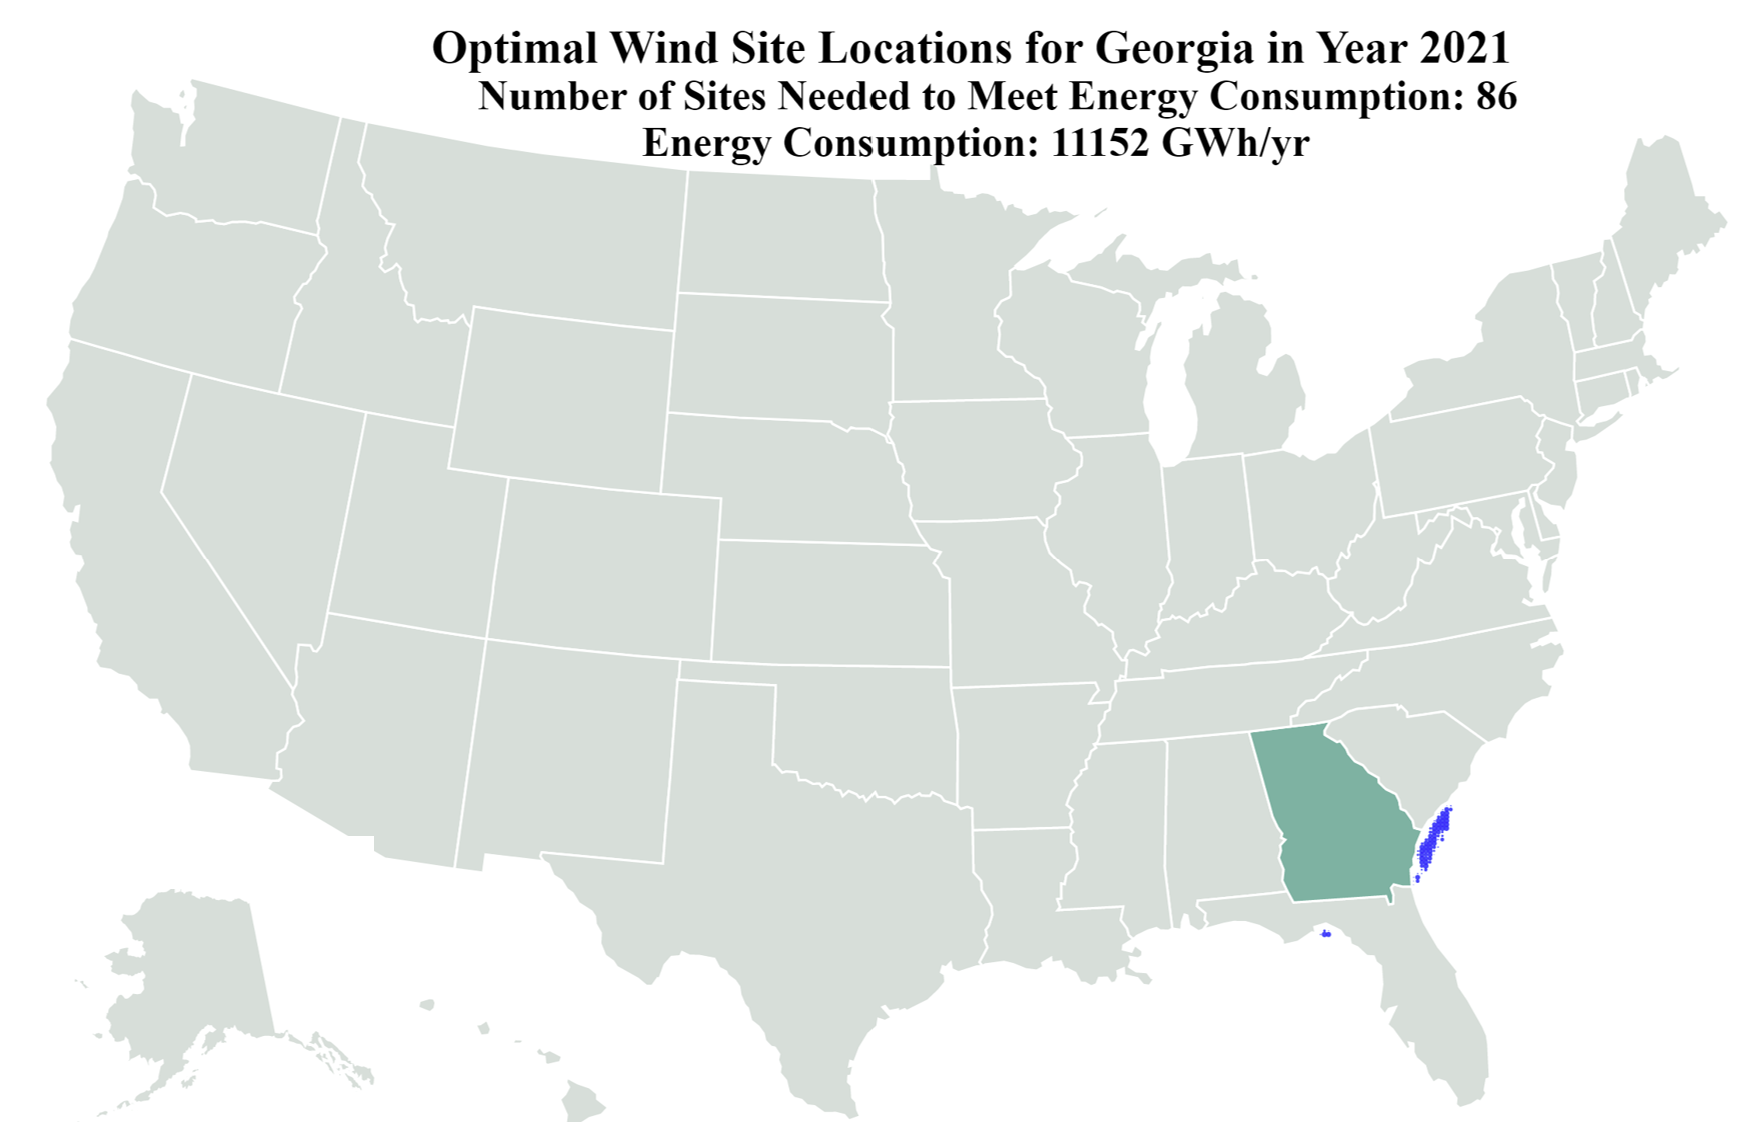 Optimal Wind Site Locations for Georgia in Year 2021
Number of Sites Needed to Meet Energy Consumption: 86
Energy Consumption: 11152 GWh/yr